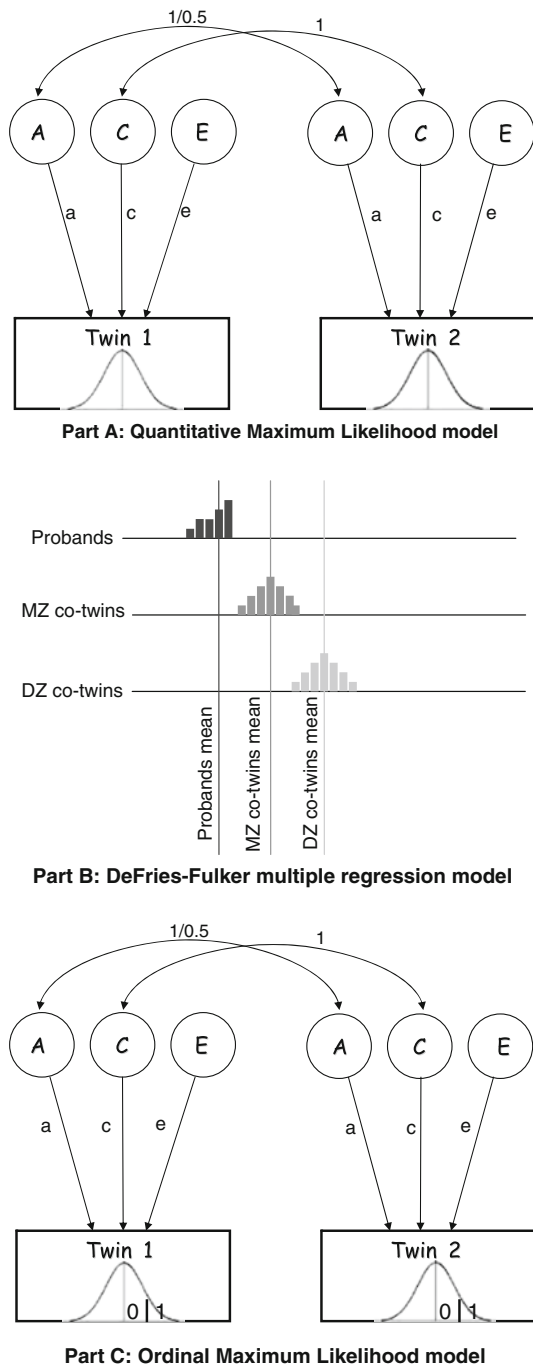 1/0.5
1
A C E A C E
a c e a c e
Twin 1 Twin 2
Part A: Quantitative Maximum Likelihood model
Probands
MZ co-twins
DZ co-twins
Probands mean
MZ co-twins mean
DZ co-twins mean
Part B: DeFries-Fulker multiple regression model
1/0.5
1
A C E A C E
a c e a c e
Twin 1 Twin 2
0 1 0 1
Part C: Ordinal Maximum Likelihood model